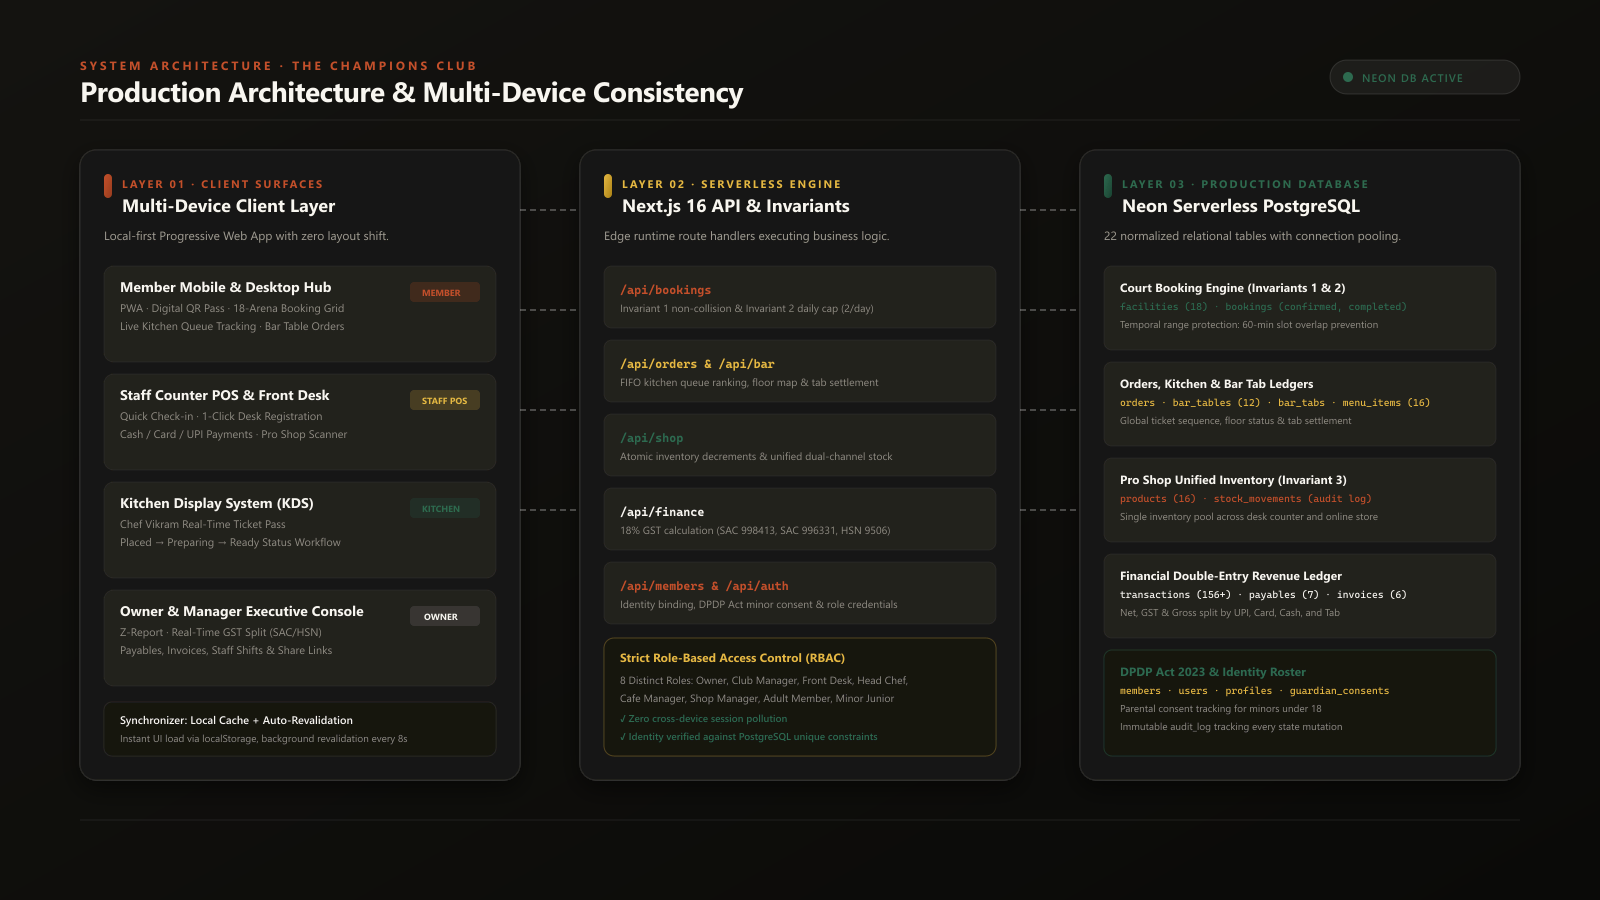 SYSTEM ARCHITECTURE · THE CHAMPIONS CLUB
Production Architecture & Multi-Device Consistency
NEON DB ACTIVE
LAYER 01 · CLIENT SURFACES
Multi-Device Client Layer
Local-first Progressive Web App with zero layout shift.
Member Mobile & Desktop Hub
MEMBER
PWA · Digital QR Pass · 18-Arena Booking Grid
Live Kitchen Queue Tracking · Bar Table Orders
Staff Counter POS & Front Desk
STAFF POS
Quick Check-in · 1-Click Desk Registration
Cash / Card / UPI Payments · Pro Shop Scanner
Kitchen Display System (KDS)
KITCHEN
Chef Vikram Real-Time Ticket Pass
Placed → Preparing → Ready Status Workflow
Owner & Manager Executive Console
OWNER
Z-Report · Real-Time GST Split (SAC/HSN)
Payables, Invoices, Staff Shifts & Share Links
Synchronizer: Local Cache + Auto-Revalidation
Instant UI load via localStorage, background revalidation every 8s
LAYER 02 · SERVERLESS ENGINE
Next.js 16 API & Invariants
Edge runtime route handlers executing business logic.
/api/bookings
Invariant 1 non-collision & Invariant 2 daily cap (2/day)
/api/orders & /api/bar
FIFO kitchen queue ranking, floor map & tab settlement
/api/shop
Atomic inventory decrements & unified dual-channel stock
/api/finance
18% GST calculation (SAC 998413, SAC 996331, HSN 9506)
/api/members & /api/auth
Identity binding, DPDP Act minor consent & role credentials
Strict Role-Based Access Control (RBAC)
8 Distinct Roles: Owner, Club Manager, Front Desk, Head Chef,
Cafe Manager, Shop Manager, Adult Member, Minor Junior
✓ Zero cross-device session pollution
✓ Identity verified against PostgreSQL unique constraints
LAYER 03 · PRODUCTION DATABASE
Neon Serverless PostgreSQL
22 normalized relational tables with connection pooling.
Court Booking Engine (Invariants 1 & 2)
facilities (18) · bookings (confirmed, completed)
Temporal range protection: 60-min slot overlap prevention
Orders, Kitchen & Bar Tab Ledgers
orders · bar_tables (12) · bar_tabs · menu_items (16)
Global ticket sequence, floor status & tab settlement
Pro Shop Unified Inventory (Invariant 3)
products (16) · stock_movements (audit log)
Single inventory pool across desk counter and online store
Financial Double-Entry Revenue Ledger
transactions (156+) · payables (7) · invoices (6)
Net, GST & Gross split by UPI, Card, Cash, and Tab
DPDP Act 2023 & Identity Roster
members · users · profiles · guardian_consents
Parental consent tracking for minors under 18
Immutable audit_log tracking every state mutation